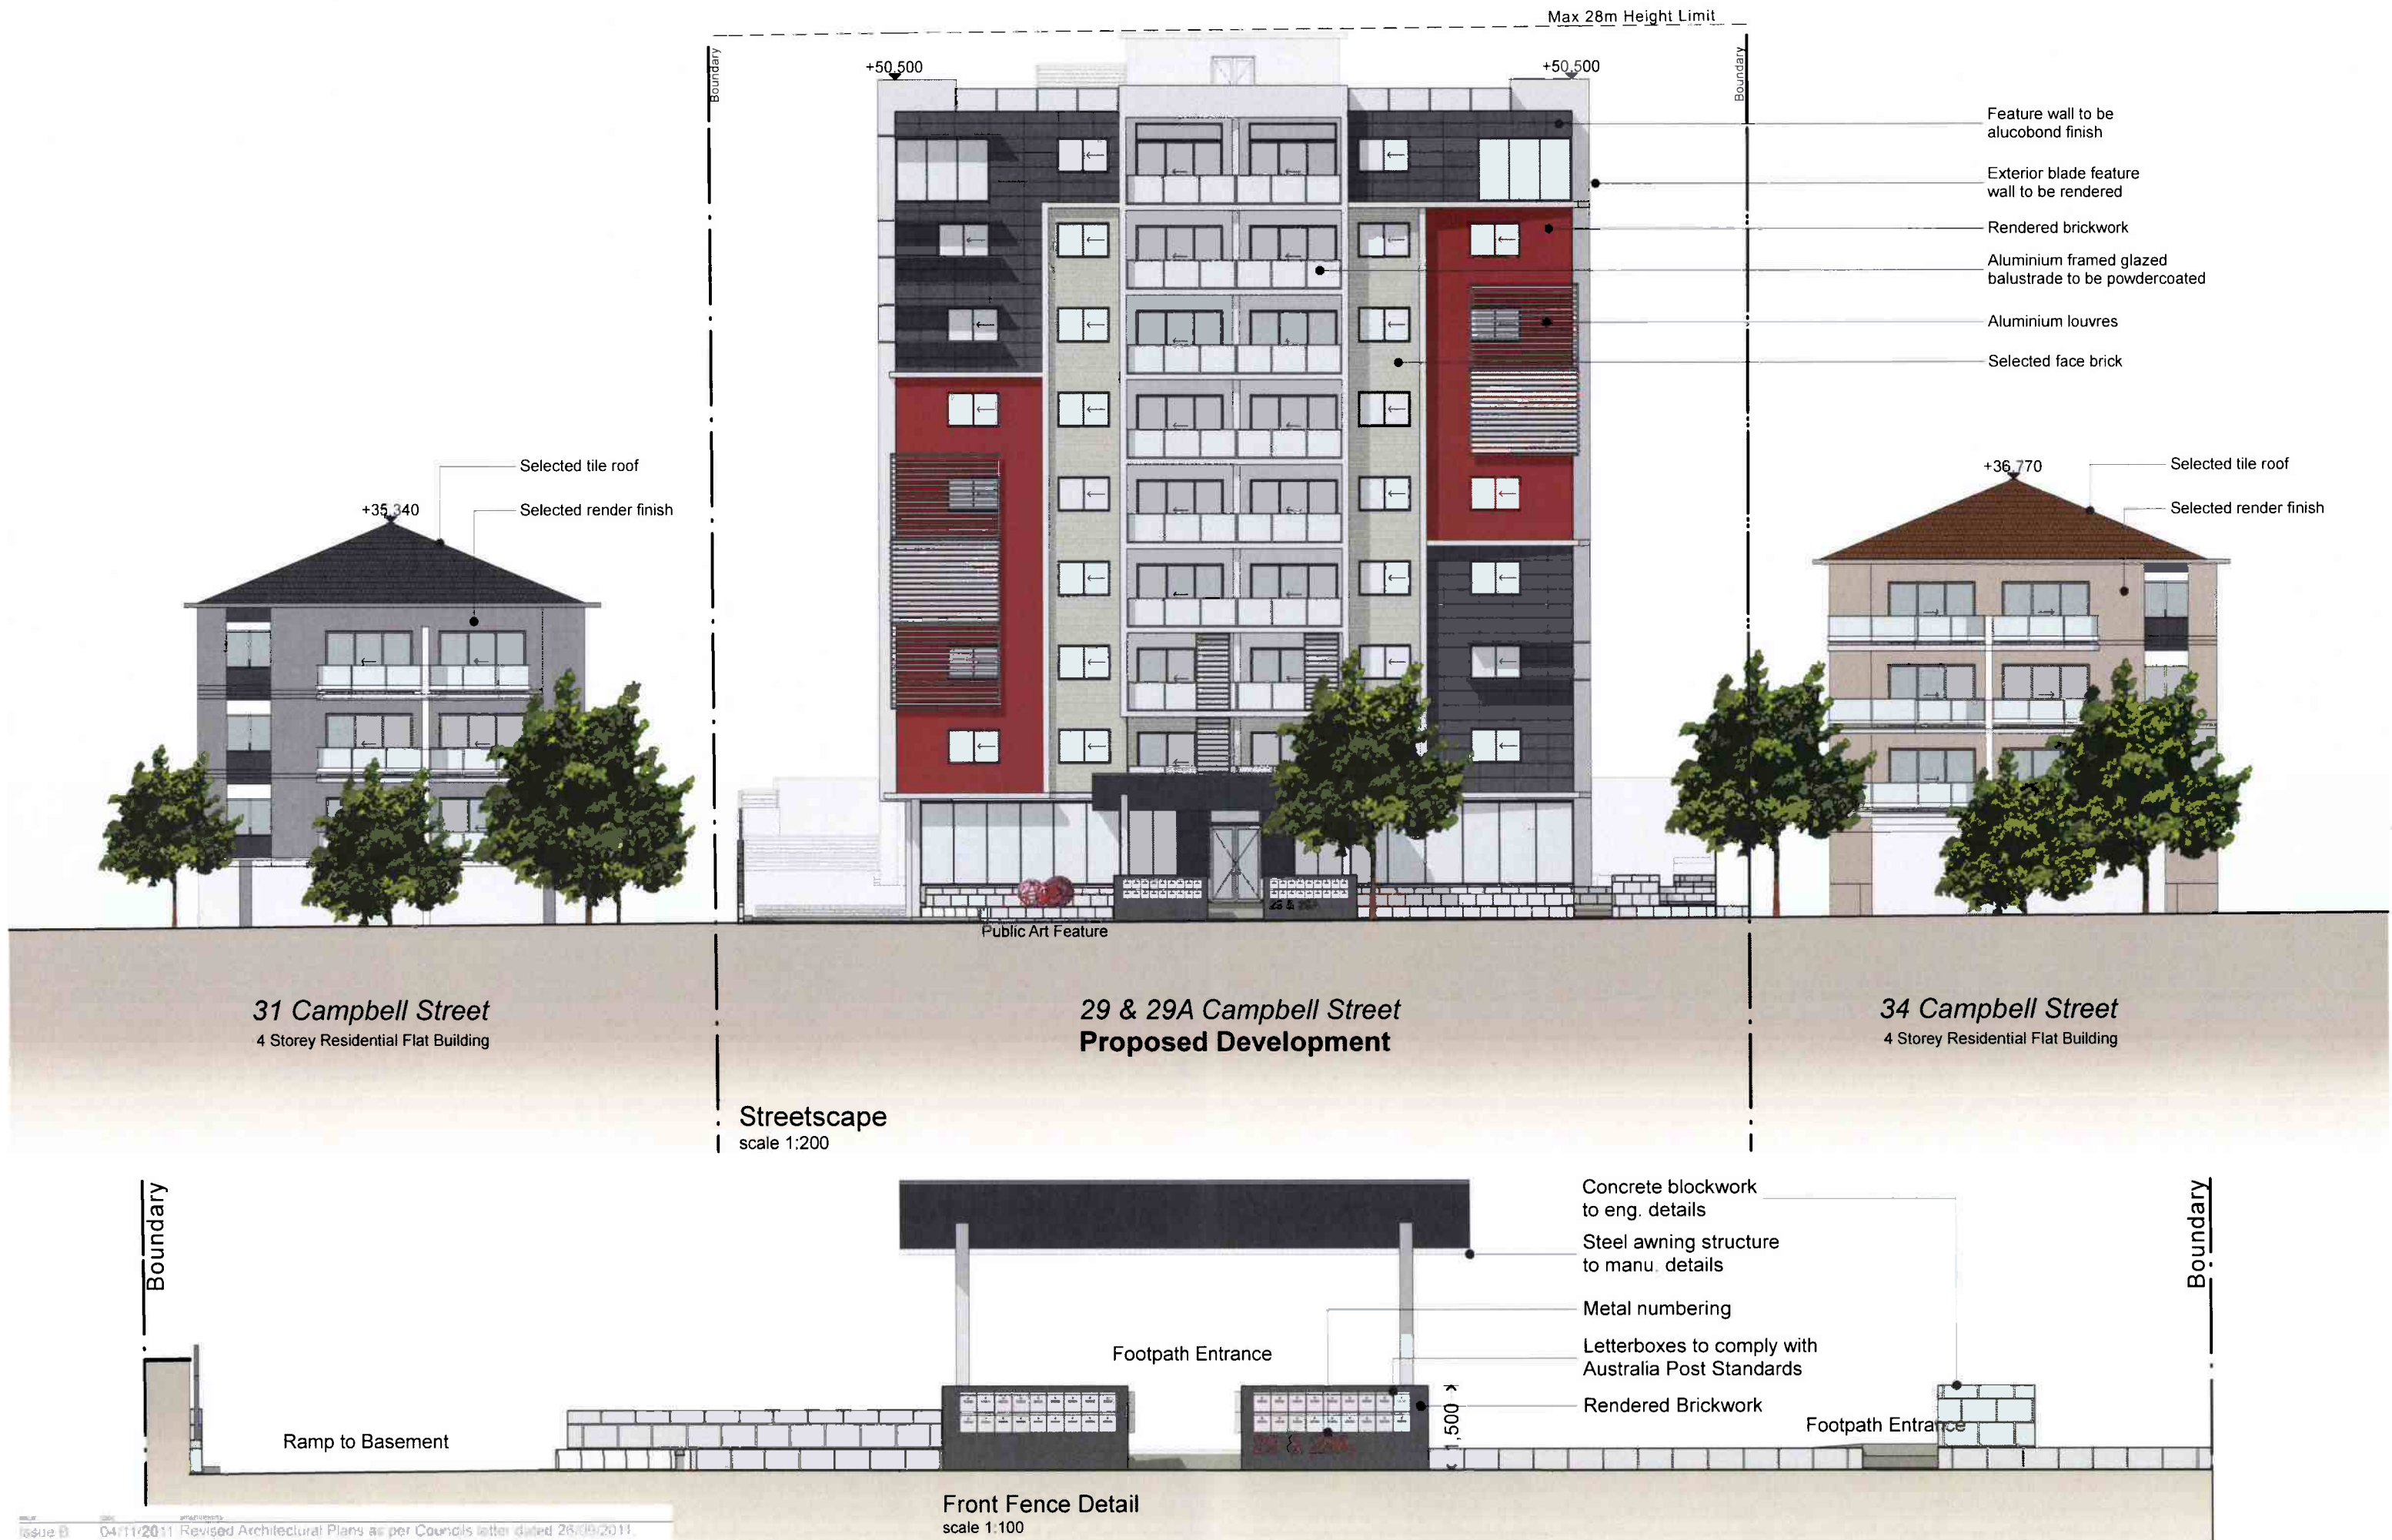 Max 28m Height Limit
Boundary
Boundary
+50,500
+50,500
Feature wall to be
alucobond finish
Exterior blade feature
wall to be rendered
Rendered brickwork
Aluminium framed glazed
balustrade to be powdercoated
Aluminium louvres
Selected face brick
Selected tile roof
+35,340
Selected render finish
+36,770
Selected tile roof
Selected render finish
Public Art Feature
31 Campbell Street
4 Storey Residential Flat Building
29 & 29A Campbell Street
Proposed Development
34 Campbell Street
4 Storey Residential Flat Building
Streetscape
scale 1:200
Boundary
Boundary
Concrete blockwork
to eng. details
Steel awning structure
to manu. details
Metal numbering
Footpath Entrance
Letterboxes to comply with
Australia Post Standards
Rendered Brickwork
1,500
Ramp to Basement
Footpath Entrance
29 & 29A
Front Fence Detail
scale 1:100
Issue B 04/11/2011 Revised Architectural Plans as per Councils letter dated 26/09/2011.